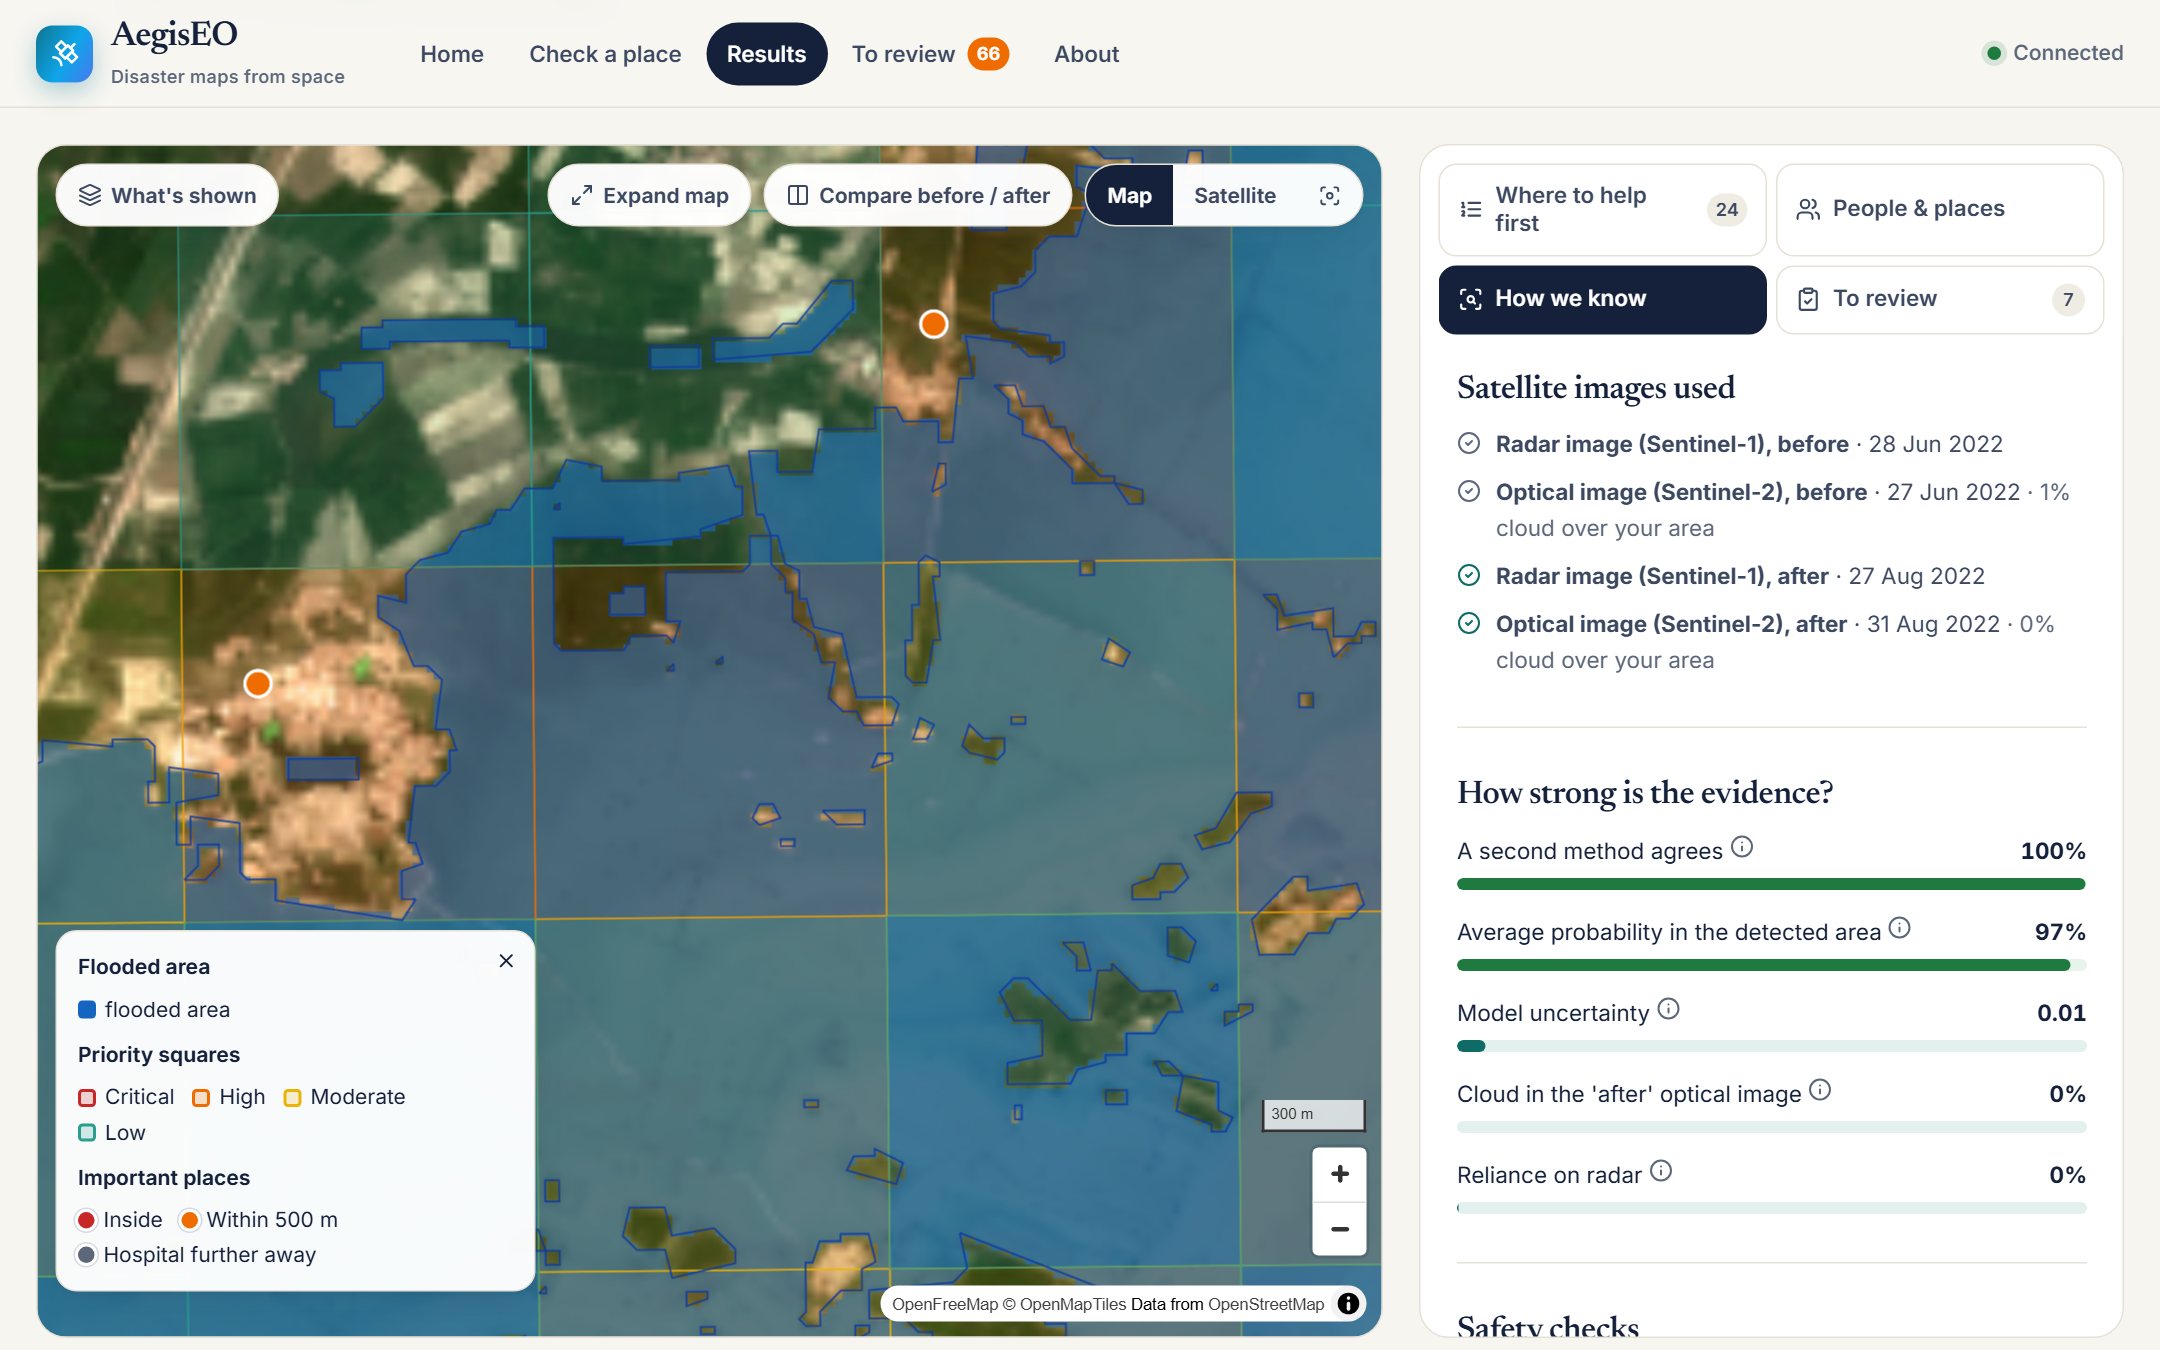 AegisEO
Disaster maps from space
Home
Check a place
Results
To review 66
About
Connected
What's shown
Expand map
Compare before / after
Map
Satellite
Where to help
first
24
People & places
How we know
To review
7
Satellite images used
Radar image (Sentinel-1), before · 28 Jun 2022
Optical image (Sentinel-2), before · 27 Jun 2022 · 1%
cloud over your area
Radar image (Sentinel-1), after · 27 Aug 2022
Optical image (Sentinel-2), after · 31 Aug 2022 · 0%
cloud over your area
How strong is the evidence?
A second method agrees 100%
Average probability in the detected area 97%
Model uncertainty 0.01
Cloud in the 'after' optical image 0%
Reliance on radar 0%
Safety checks
Flooded area
flooded area
Priority squares
Critical High Moderate
Low
Important places
Inside Within 500 m
Hospital further away
300 m
+
−
OpenFreeMap © OpenMapTiles Data from OpenStreetMap